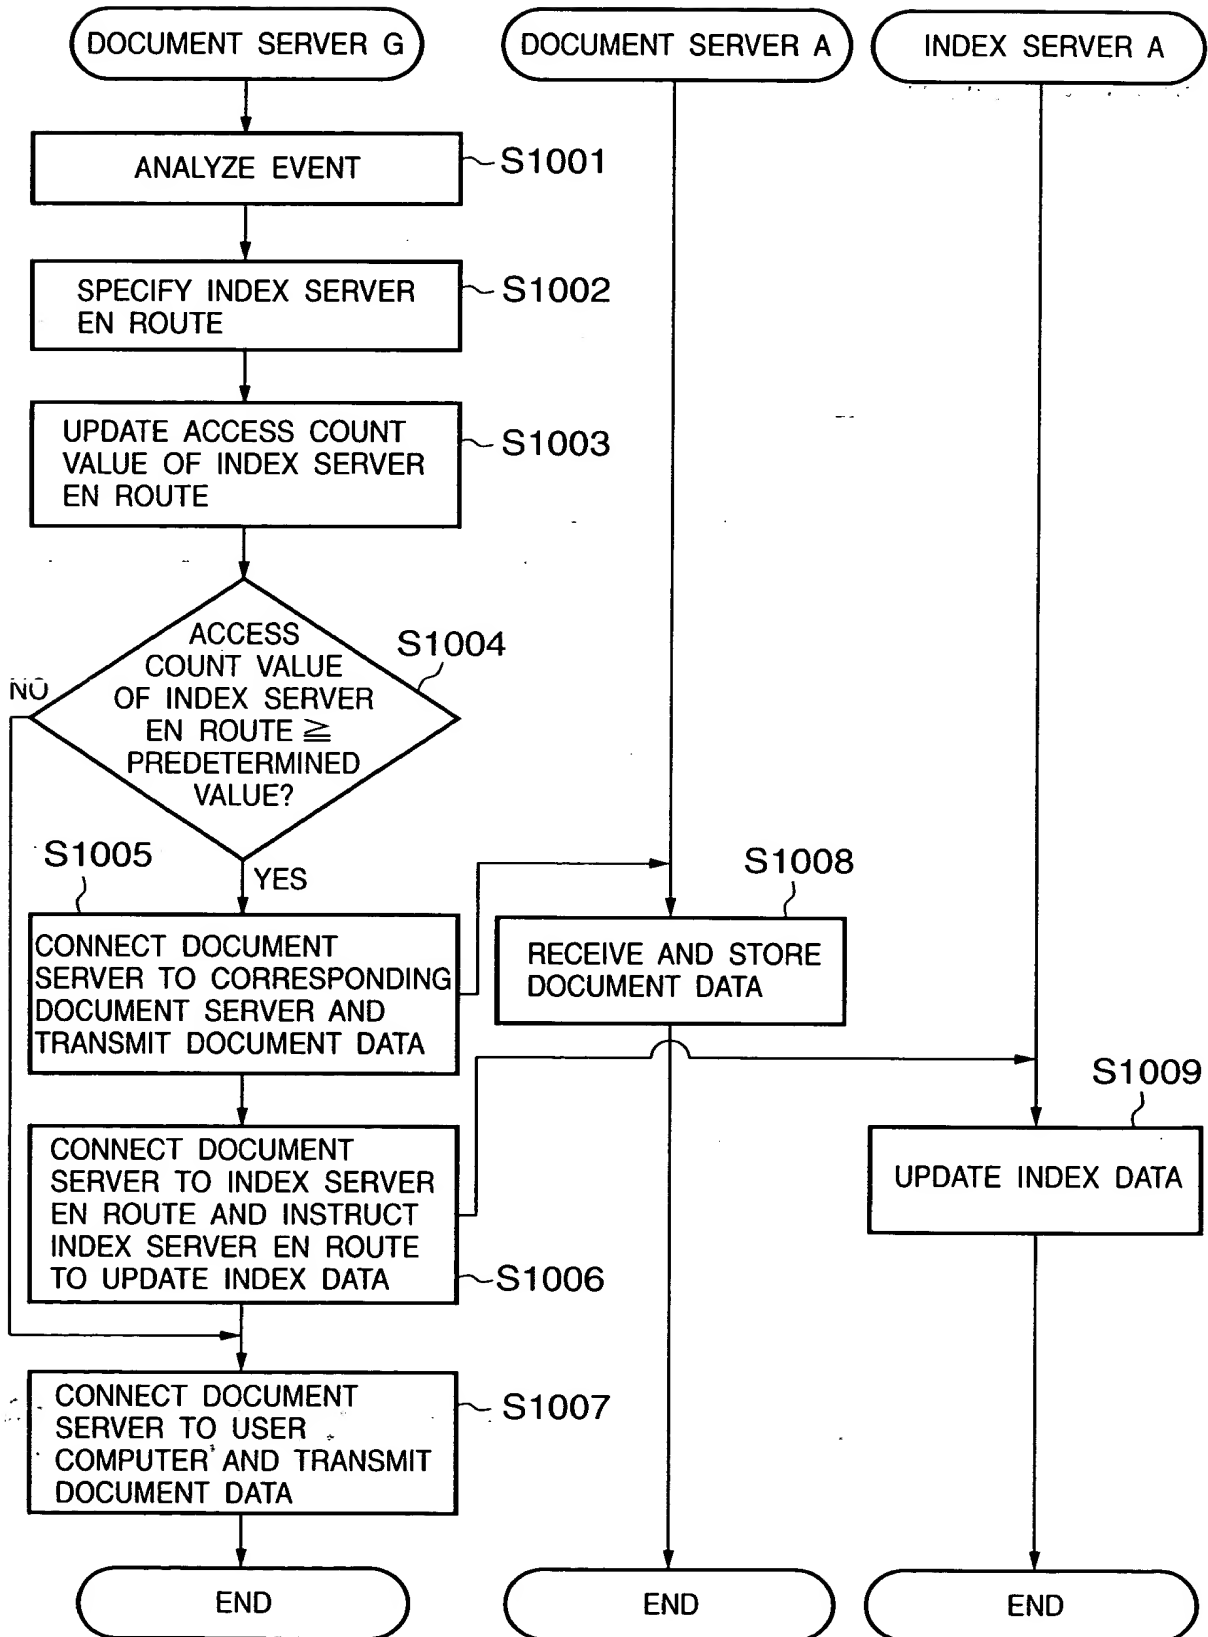 DOCUMENT SERVER G
DOCUMENT SERVER A
INDEX SERVER A
ANALYZE EVENT
S1001
SPECIFY INDEX SERVER
EN ROUTE
S1002
UPDATE ACCESS COUNT
VALUE OF INDEX SERVER
EN ROUTE
S1003
ACCESS
COUNT VALUE
OF INDEX SERVER
EN ROUTE ≧
PREDETERMINED
VALUE?
S1004
NO
YES
S1005
CONNECT DOCUMENT
SERVER TO CORRESPONDING
DOCUMENT SERVER AND
TRANSMIT DOCUMENT DATA
S1008
RECEIVE AND STORE
DOCUMENT DATA
CONNECT DOCUMENT
SERVER TO INDEX SERVER
EN ROUTE AND INSTRUCT
INDEX SERVER EN ROUTE
TO UPDATE INDEX DATA
S1006
S1009
UPDATE INDEX DATA
CONNECT DOCUMENT
SERVER TO USER
COMPUTER AND TRANSMIT
DOCUMENT DATA
S1007
END
END
END